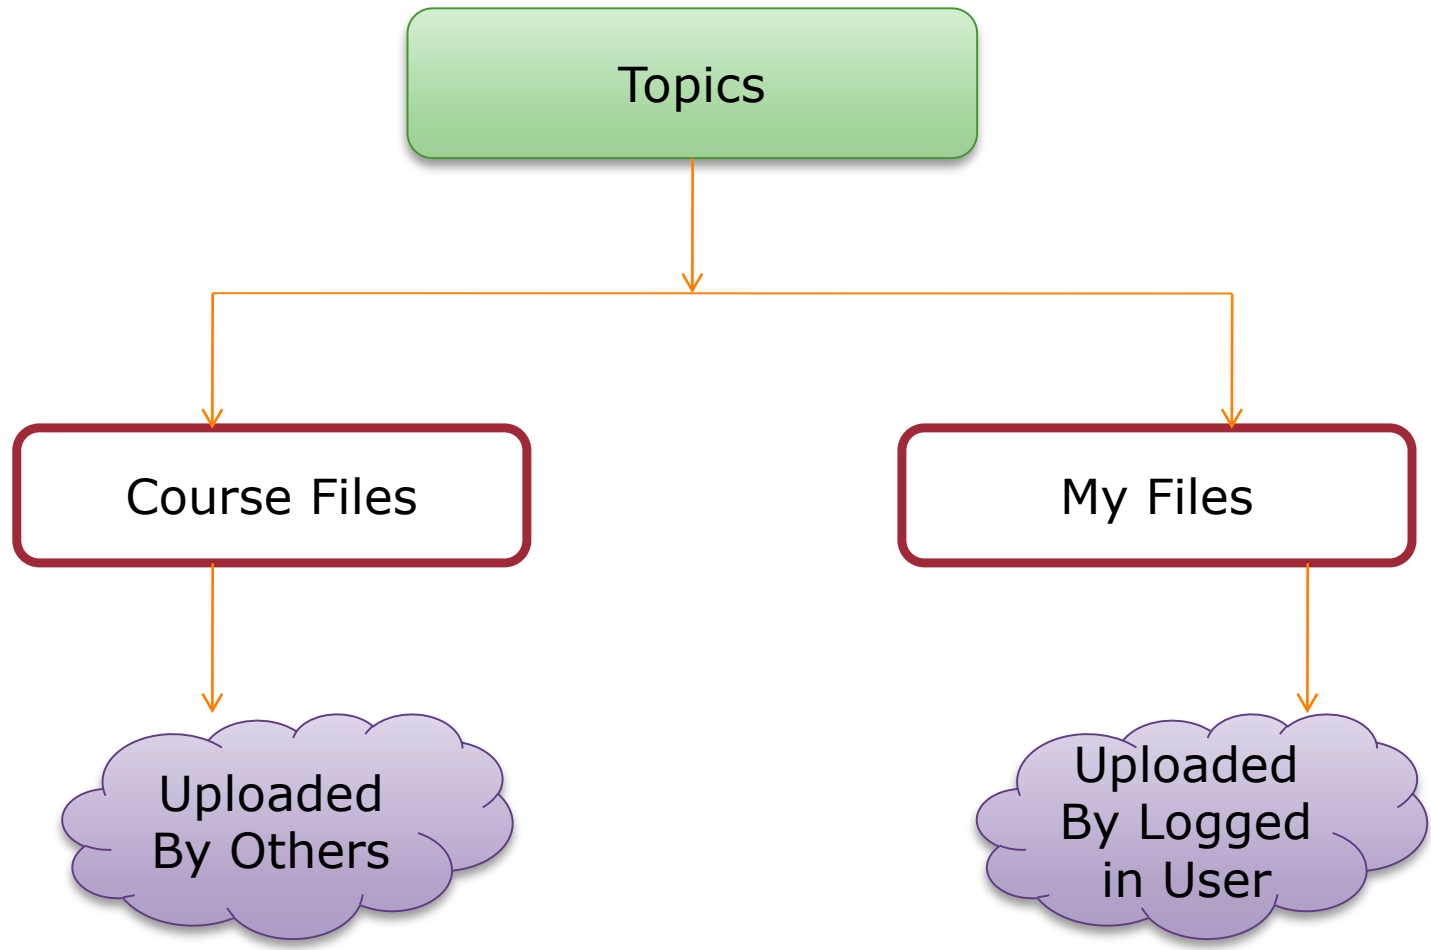 Topics
Course Files
My Files
Uploaded
By Others
Uploaded
By Logged
in User